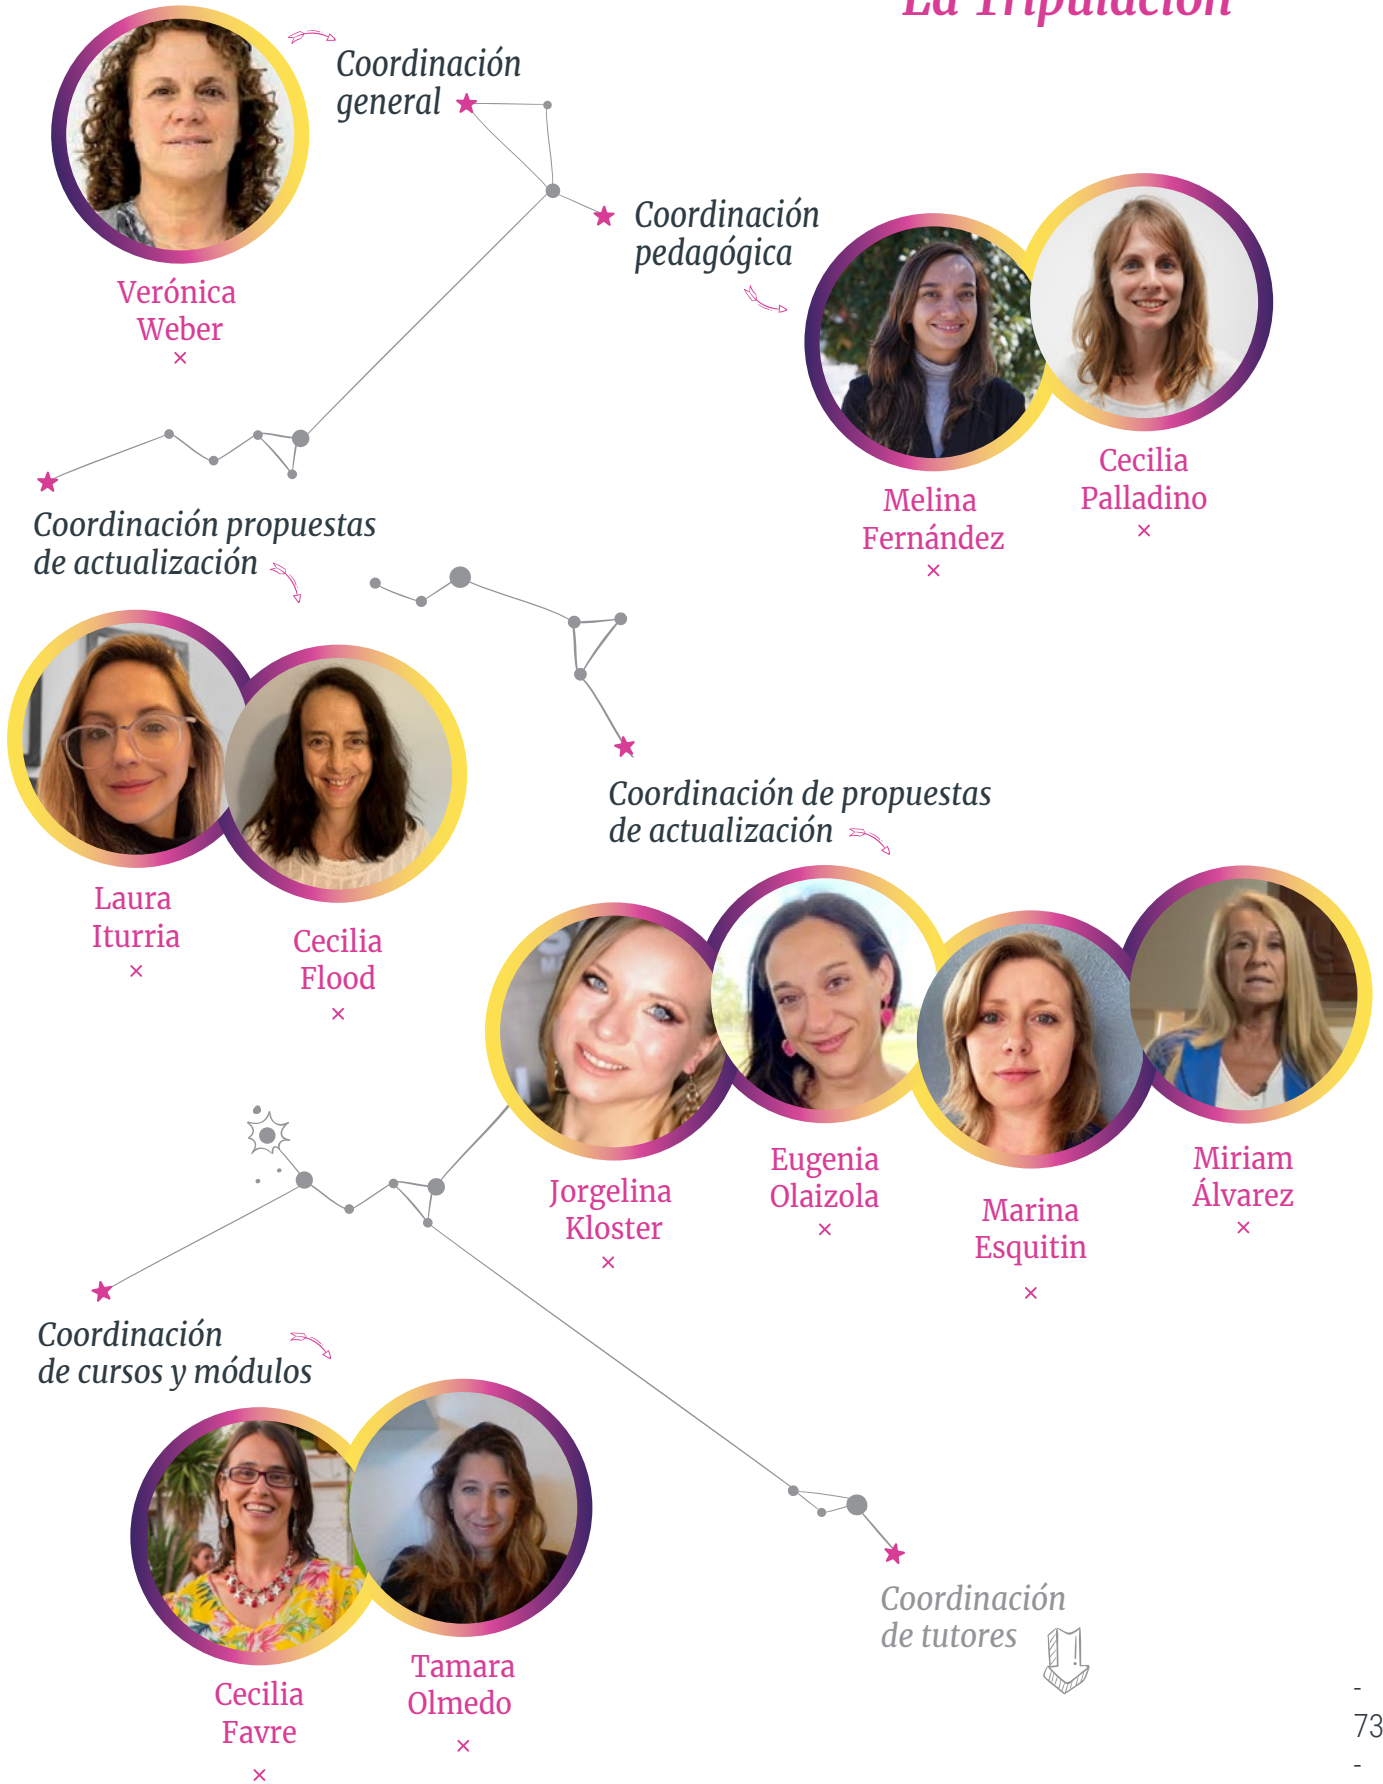 La Tripulación
Coordinación
general
Verónica
Weber
Coordinación
pedagógica
Melina
Fernández
Cecilia
Palladino
Coordinación propuestas
de actualización
Laura
Iturria
Cecilia
Flood
Coordinación de propuestas
de actualización
Jorgelina
Kloster
Eugenia
Olaizola
Marina
Esquitin
Miriam
Álvarez
Coordinación
de cursos y módulos
Cecilia
Favre
Tamara
Olmedo
Coordinación
de tutores
-
73
-